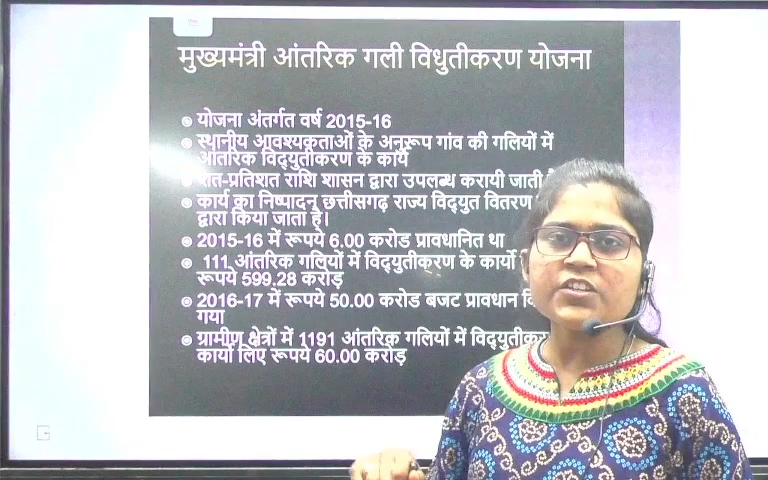 मुख्यमंत्री आंतरिक गली विधुतीकरण योजना
योजना अंतर्गत वर्ष 2015-16
स्थानीय आवश्यकताओं के अनुरूप गांव की गलियों में
आंतरिक विद्युतीकरण के कार्य
शत-प्रतिशत राशि शासन द्वारा उपलब्ध करायी जाती
कार्य का निष्पादन छत्तीसगढ़ राज्य विद्युत वितरण
द्वारा किया जाता है।
2015-16 में रूपये 6.00 करोड प्रावधानित था
111 आंतरिक गलियों में विद्युतीकरण के कार्यो
रूपये 599.28 करोड़
2016-17 में रूपये 50.00 करोड बजट प्रावधान
गया
ग्रामीण क्षेत्रों में 1191 आंतरिक गलियों में
कार्यो लिए रूपये 60.00 करोड़